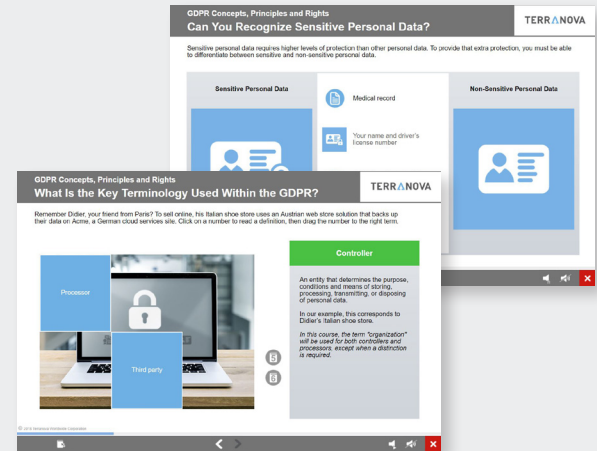 GDPR Concepts, Principles and Rights
Can You Recognize Sensitive Personal Data?
TERRANOVA
Sensitive personal data requires higher levels of protection than other personal data. To provide that extra protection, you must be able
to differentiate between sensitive and non-sensitive personal data.
Sensitive Personal Data
Medical record
Your name and driver's
license number
Non-Sensitive Personal Data
GDPR Concepts, Principles and Rights
What Is the Key Terminology Used Within the GDPR?
TERRANOVA
Remember Didier, your friend from Paris? To sell online, his Italian shoe store uses an Austrian web store solution that backs up
their data on Acme, a German cloud services site. Click on a number to read a definition, then drag the number to the right term.
Processor
Third party
5
6
Controller
An entity that determines the purpose,
conditions and means of storing,
processing, transmitting, or disposing
of personal data.
In our example, this corresponds to
Didier's Italian shoe store.
In this course, the term "organization"
will be used for both controllers and
processors, except when a distinction
is required.